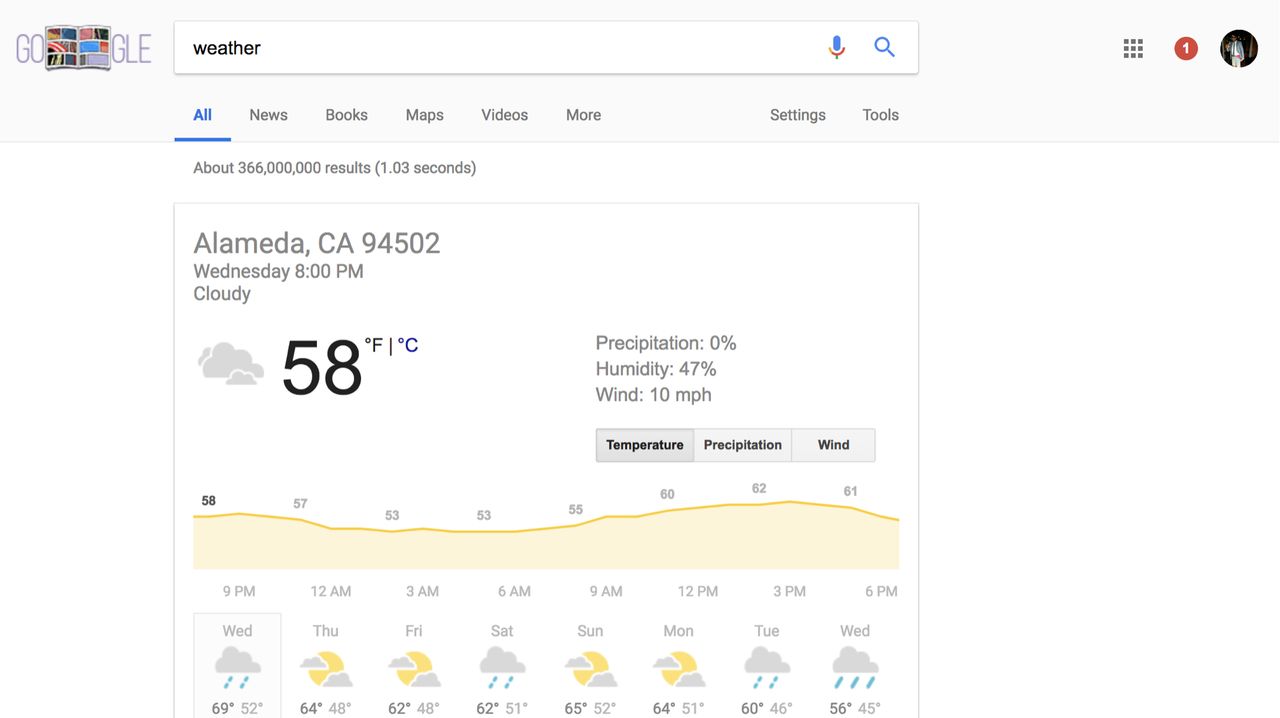 GO GLE
weather
1
All News Books Maps Videos More Settings Tools
About 366,000,000 results (1.03 seconds)
Alameda, CA 94502
Wednesday 8:00 PM
Cloudy
58 °F | °C
Precipitation: 0%
Humidity: 47%
Wind: 10 mph
Temperature Precipitation Wind
58 57 53 53 55 60 62 61
9 PM 12 AM 3 AM 6 AM 9 AM 12 PM 3 PM 6 PM
Wed Thu Fri Sat Sun Mon Tue Wed
69° 52° 64° 48° 62° 48° 62° 51° 65° 52° 64° 51° 60° 46° 56° 45°